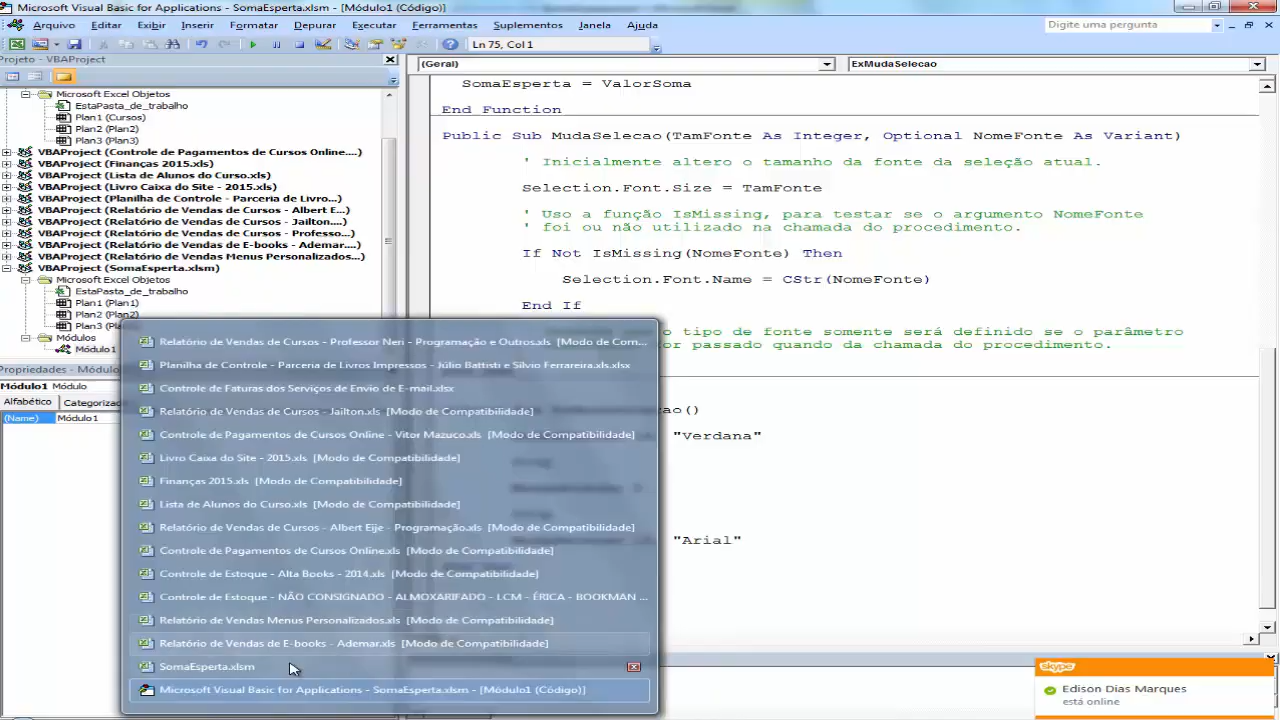 Microsoft Visual Basic for Applications - SomaEsperta.xlsm - [Módulo1 (Código)]
Arquivo Editar Exibir Inserir Formatar Depurar Executar Ferramentas Suplementos Janela Ajuda
Digite uma pergunta
Ln 75, Col 1
Projeto - VBAProject
(Geral)
ExMudaSelecao
Microsoft Excel Objetos
EstaPasta_de_trabalho
Plan1 (Cursos)
Plan2 (Plan2)
Plan3 (Plan3)
VBAProject (Controle de Pagamentos de Cursos Online....)
VBAProject (Finanças 2015.xls)
VBAProject (Lista de Alunos do Curso.xls)
VBAProject (Livro Caixa do Site - 2015.xls)
VBAProject (Planilha de Controle - Parceria de Livro...)
VBAProject (Relatório de Vendas de Cursos - Albert E...)
VBAProject (Relatório de Vendas de Cursos - Jailton....)
VBAProject (Relatório de Vendas de Cursos - Professo...)
VBAProject (Relatório de Vendas de E-books - Ademar....)
VBAProject (Relatório de Vendas Menus Personalizados...)
VBAProject (SomaEsperta.xlsm)
Microsoft Excel Objetos
EstaPasta_de_trabalho
Plan1 (Plan1)
Plan2 (Plan2)
Plan3 (Pla
Módulos
Módulo1
Propriedades - Módulo
Módulo1 Módulo
Alfabético Categorizad
(Name) Módulo1
SomaEsperta = ValorSoma
End Function
Public Sub MudaSelecao(TamFonte As Integer, Optional NomeFonte As Variant)
' Inicialmente altero o tamanho da fonte da seleção atual.
Selection.Font.Size = TamFonte
' Uso a função IsMissing, para testar se o argumento NomeFonte
' foi ou não utilizado na chamada do procedimento.
If Not IsMissing(NomeFonte) Then
Selection.Font.Name = CStr(NomeFonte)
End If
o tipo de fonte somente será definido se o parâmetro
or passado quando da chamada do procedimento.
ao()
"Verdana"
"Arial"
Relatório de Vendas de Cursos - Professor Neri - Programação e Outros.xls [Modo de Com...
Planilha de Controle - Parceria de Livros Impressos - Júlio Battisti e Silvio Ferrareira.xls.xlsx
Controle de Faturas dos Serviços de Envio de E-mail.xlsx
Relatório de Vendas de Cursos - Jailton.xls [Modo de Compatibilidade]
Controle de Pagamentos de Cursos Online - Vitor Mazuco.xls [Modo de Compatibilidade]
Livro Caixa do Site - 2015.xls [Modo de Compatibilidade]
Finanças 2015.xls [Modo de Compatibilidade]
Lista de Alunos do Curso.xls [Modo de Compatibilidade]
Relatório de Vendas de Cursos - Albert Eije - Programação.xls [Modo de Compatibilidade]
Controle de Pagamentos de Cursos Online.xls [Modo de Compatibilidade]
Controle de Estoque - Alta Books - 2014.xls [Modo de Compatibilidade]
Controle de Estoque - NÃO CONSIGNADO - ALMOXARIFADO - LCM - ÉRICA - BOOKMAN ...
Relatório de Vendas Menus Personalizados.xls [Modo de Compatibilidade]
Relatório de Vendas de E-books - Ademar.xls [Modo de Compatibilidade]
SomaEsperta.xlsm
Microsoft Visual Basic for Applications - SomaEsperta.xlsm - [Módulo1 (Código)]
skype
Edison Dias Marques
está online